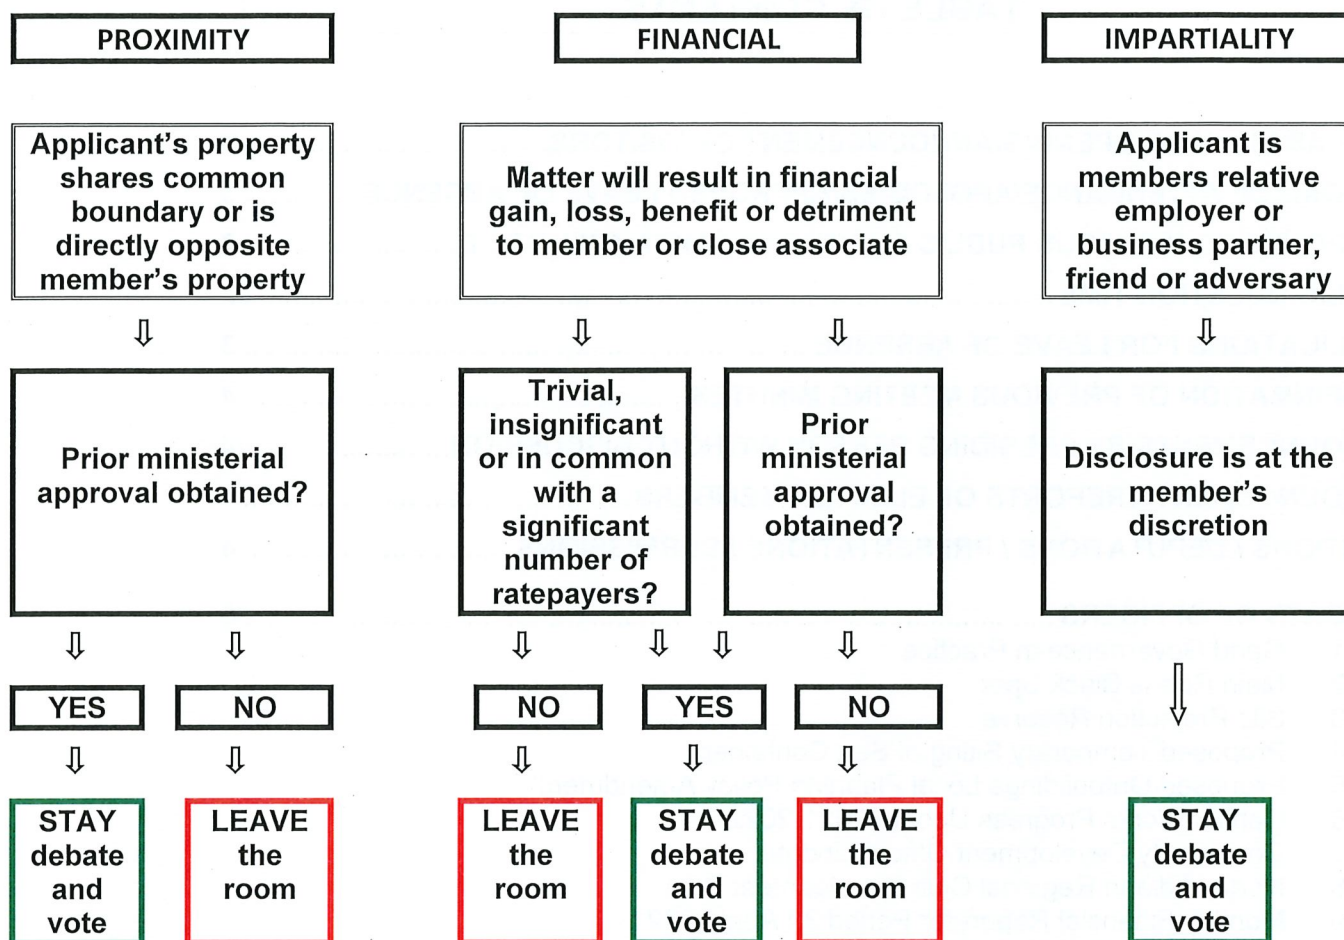 PROXIMITY
FINANCIAL
IMPARTIALITY
Applicant's property
shares common
boundary or is
directly opposite
member's property
Matter will result in financial
gain, loss, benefit or detriment
to member or close associate
Applicant is
members relative
employer or
business partner,
friend or adversary
Prior ministerial
approval obtained?
Trivial,
insignificant
or in common
with a
significant
number of
ratepayers?
Prior
ministerial
approval
obtained?
Disclosure is at the
member's
discretion
YES
NO
NO
YES
NO
STAY
debate
and
vote
LEAVE
the
room
LEAVE
the
room
STAY
debate
and
vote
LEAVE
the
room
STAY
debate
and
vote